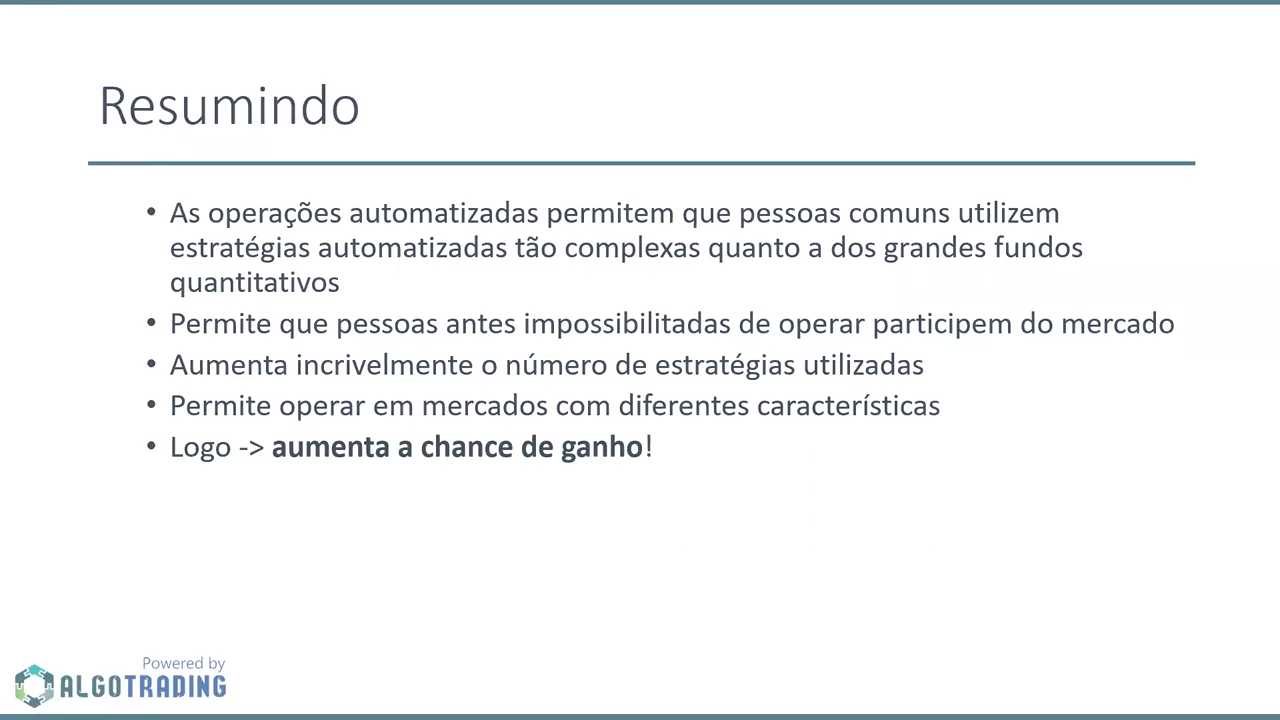 Resumindo
• As operações automatizadas permitem que pessoas comuns utilizem
estratégias automatizadas tão complexas quanto a dos grandes fundos
quantitativos
• Permite que pessoas antes impossibilitadas de operar participem do mercado
• Aumenta incrivelmente o número de estratégias utilizadas
• Permite operar em mercados com diferentes características
• Logo -> aumenta a chance de ganho!
Powered by
ALGOTRADING